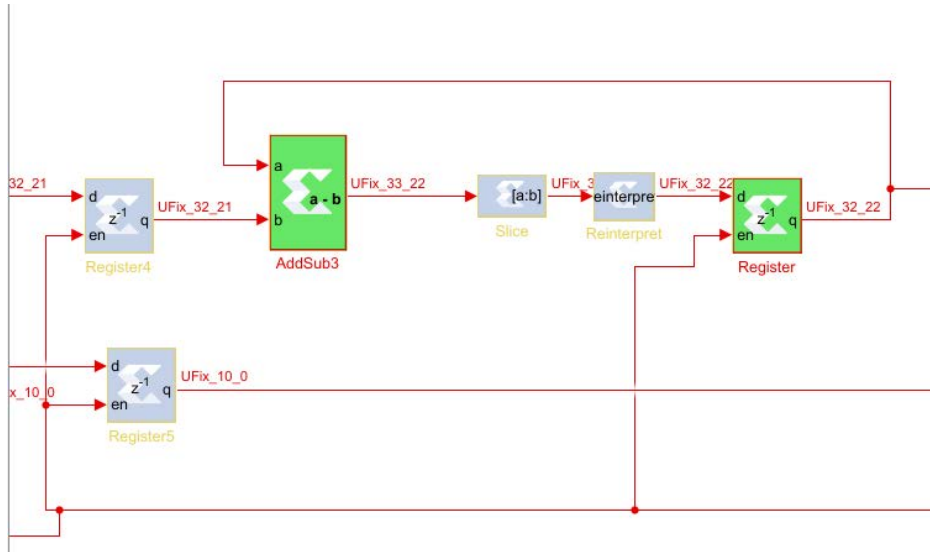 32_21
d
z-1 q
en
Register4
UFix_32_21
a
a - b
b
AddSub3
UFix_33_22
[a:b]
Slice
UFix_3
einterpre
Reinterpret
UFix_32_22
d
z-1 q
en
Register
UFix_32_22
x_10_0
d
z-1 q
en
Register5
UFix_10_0